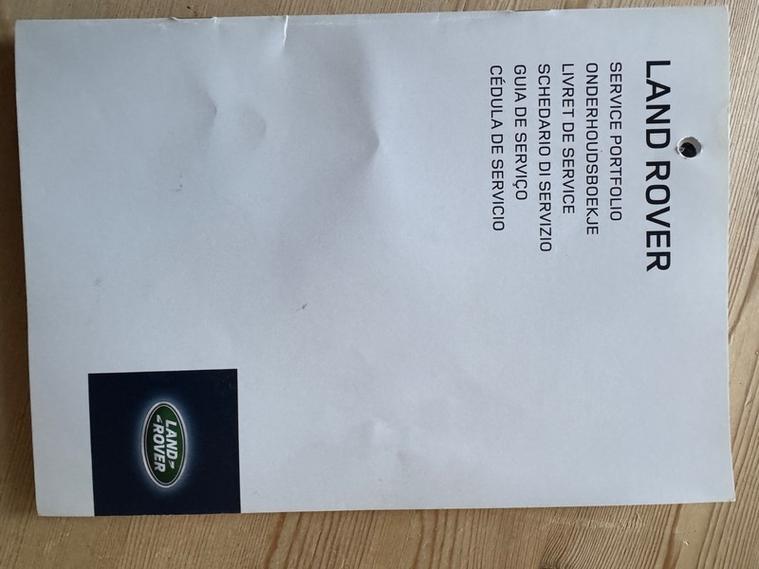 LAND ROVER
SERVICE PORTFOLIO
ONDERHOUDSBOEKJE
LIVRET DE SERVICE
SCHEDARIO DI SERVIZIO
GUIA DE SERVIÇO
CÉDULA DE SERVICIO
LAND
ROVER